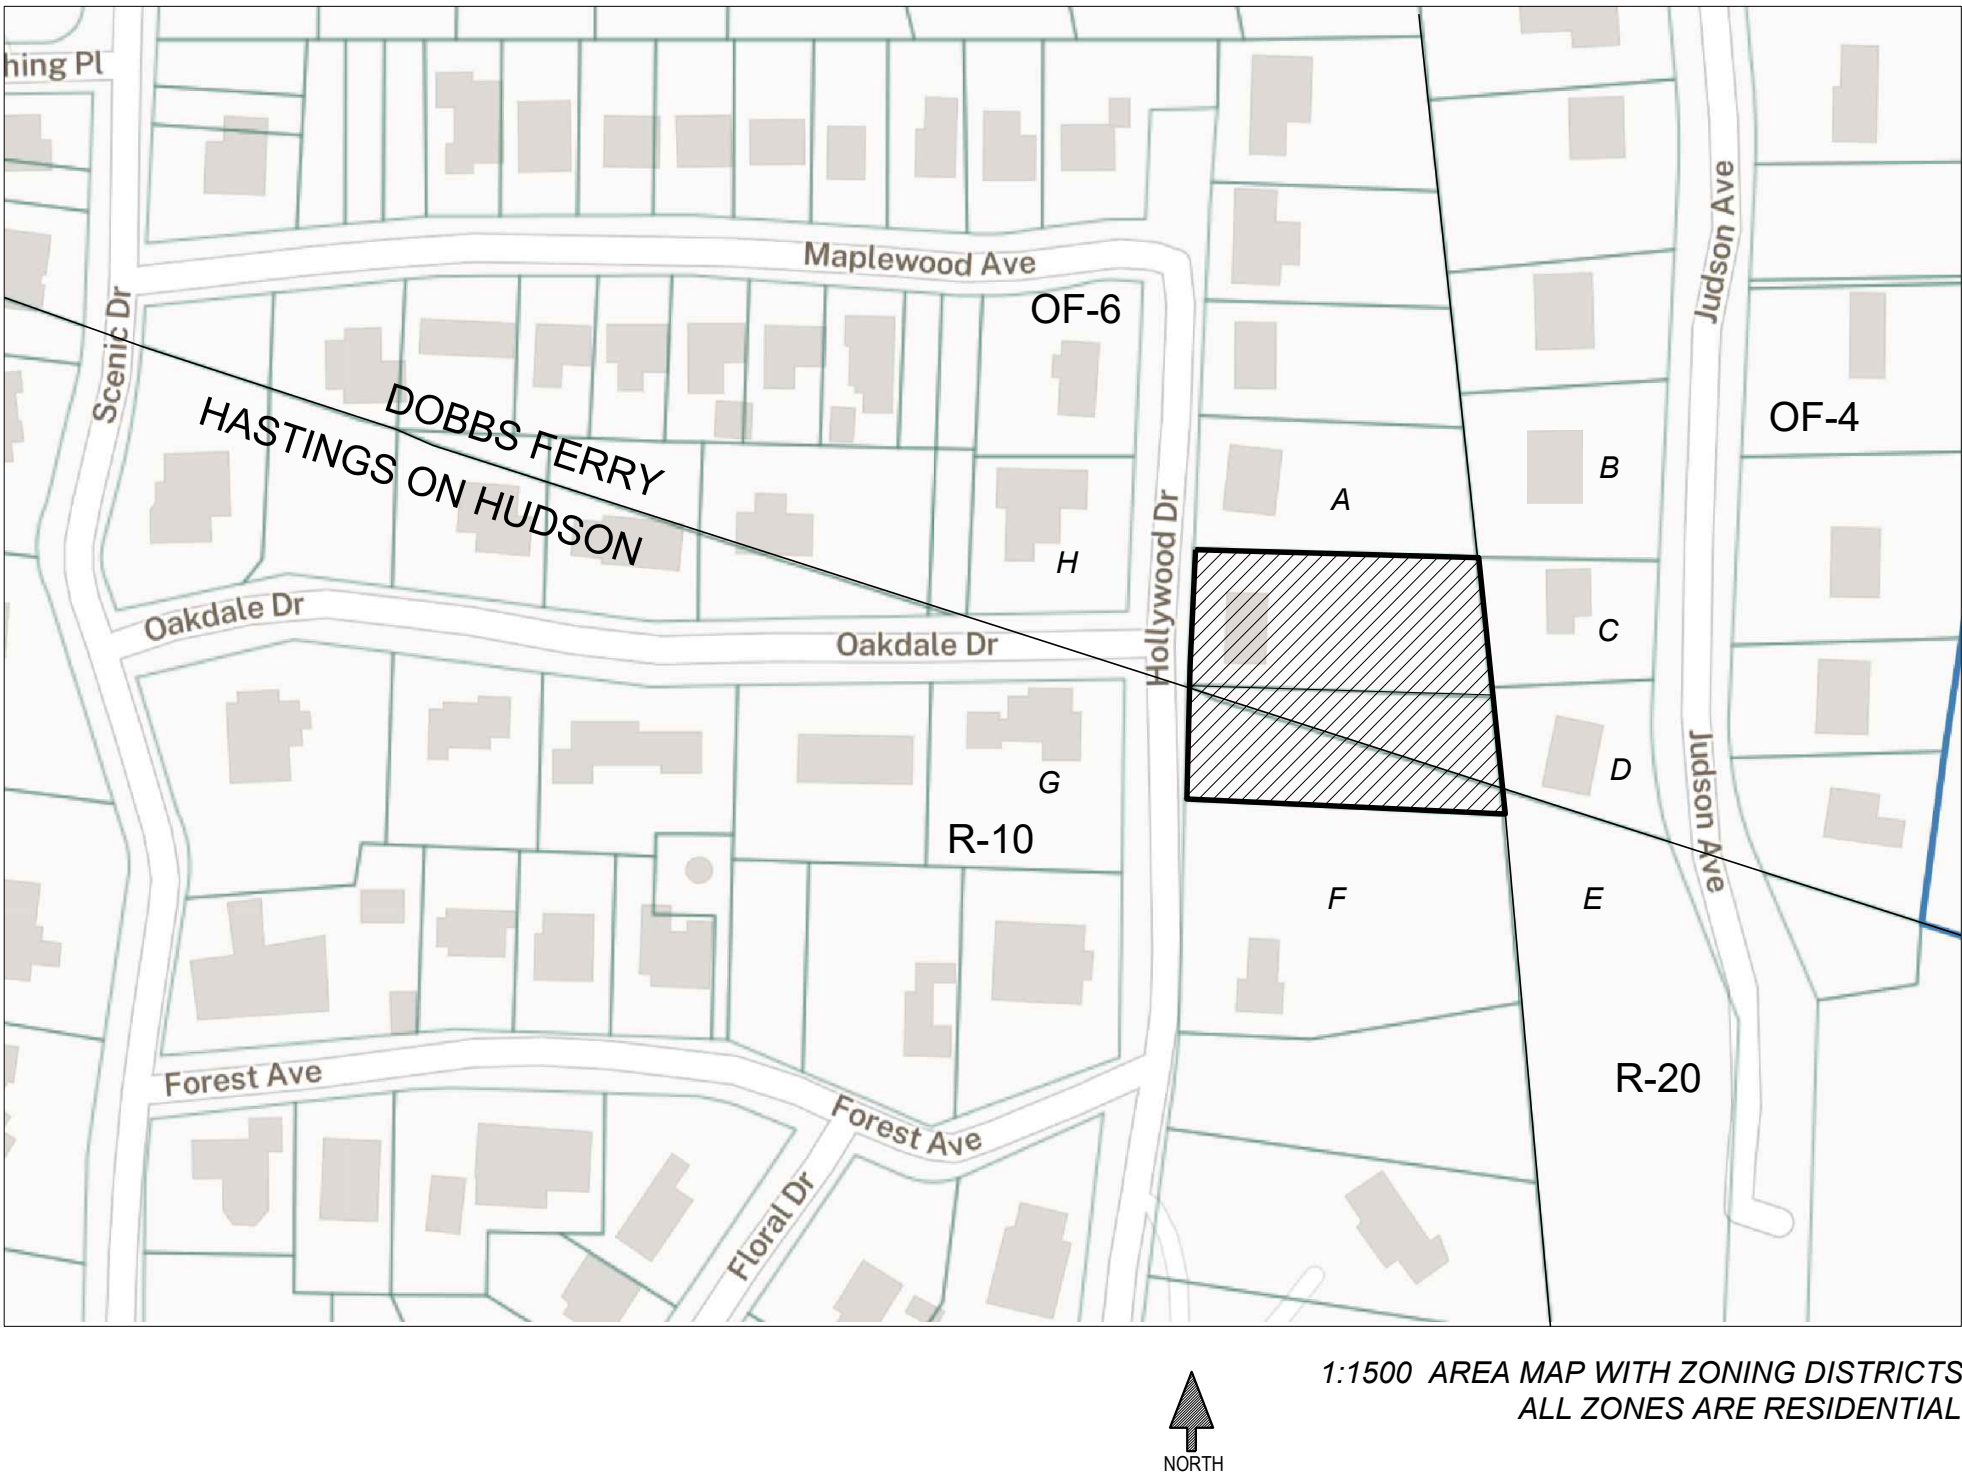 hing Pl
Judson Ave
Maplewood Ave
OF-6
Scenic Dr
DOBBS FERRY
HASTINGS ON HUDSON
OF-4
A
B
Hollywood Dr
H
Oakdale Dr
Oakdale Dr
C
G
D
Judson Ave
R-10
F
E
Forest Ave
R-20
Forest Ave
Floral Dr
1:1500 AREA MAP WITH ZONING DISTRICTS
ALL ZONES ARE RESIDENTIAL
NORTH